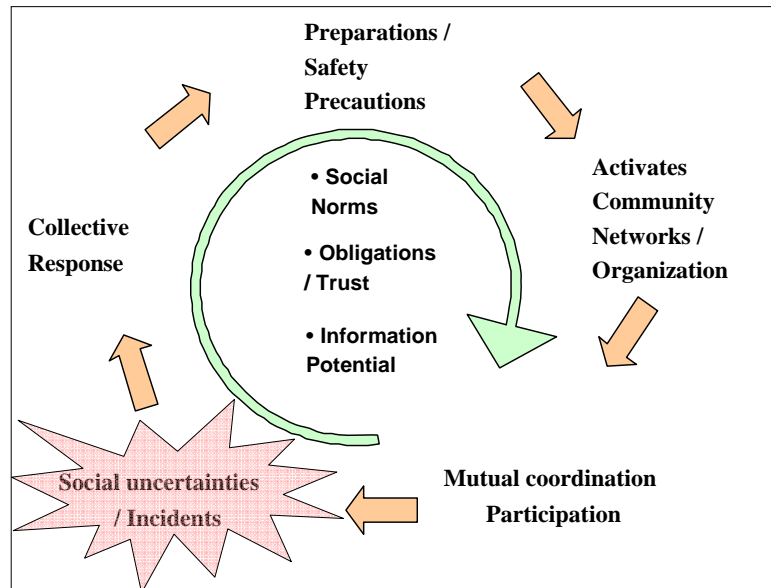 Preparations /
Safety
Precautions
Activates
Community
Networks /
Organization
• Social
Norms
• Obligations
/ Trust
• Information
Potential
Collective
Response
Social uncertainties
/ Incidents
Mutual coordination
Participation